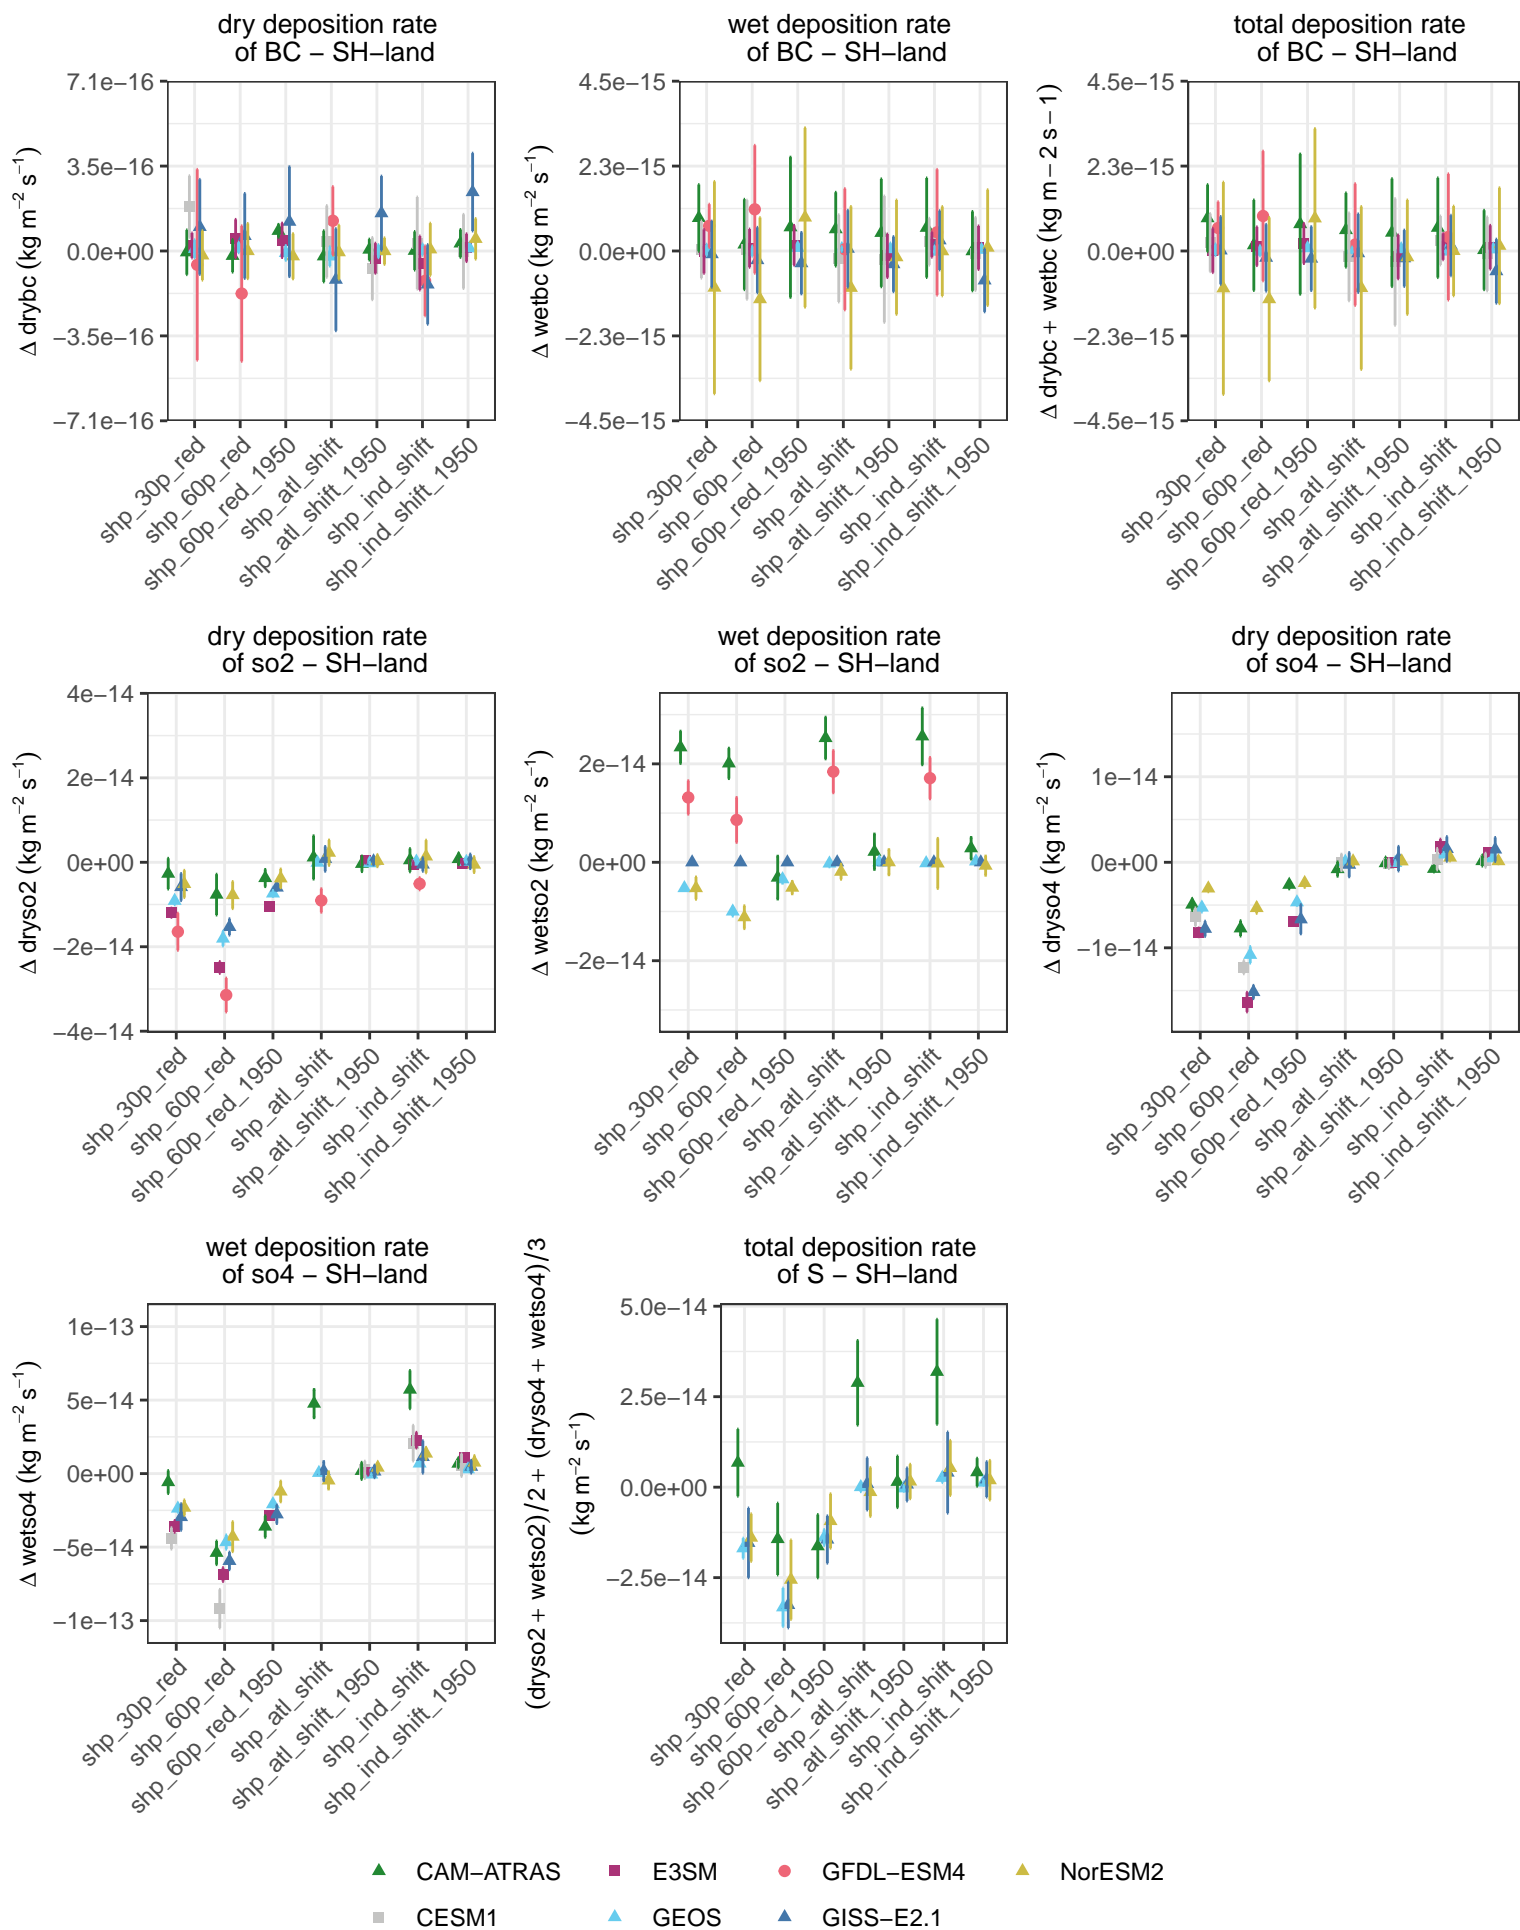 dry deposition rate
of BC − SH−land
Δ drybc (kg m−2 s−1)
7.1e−16
3.5e−16
0.0e+00
−3.5e−16
−7.1e−16
shp_30p_red
shp_60p_red
shp_60p_red_1950
shp_atl_shift
shp_atl_shift_1950
shp_ind_shift
shp_ind_shift_1950
wet deposition rate
of BC − SH−land
Δ wetbc (kg m−2 s−1)
4.5e−15
2.3e−15
0.0e+00
−2.3e−15
−4.5e−15
shp_30p_red
shp_60p_red
shp_60p_red_1950
shp_atl_shift
shp_atl_shift_1950
shp_ind_shift
shp_ind_shift_1950
total deposition rate
of BC − SH−land
Δ drybc + wetbc (kg m − 2 s − 1)
4.5e−15
2.3e−15
0.0e+00
−2.3e−15
−4.5e−15
shp_30p_red
shp_60p_red
shp_60p_red_1950
shp_atl_shift
shp_atl_shift_1950
shp_ind_shift
shp_ind_shift_1950
dry deposition rate
of so2 − SH−land
Δ dryso2 (kg m−2 s−1)
4e−14
2e−14
0e+00
−2e−14
−4e−14
shp_30p_red
shp_60p_red
shp_60p_red_1950
shp_atl_shift
shp_atl_shift_1950
shp_ind_shift
shp_ind_shift_1950
wet deposition rate
of so2 − SH−land
Δ wetso2 (kg m−2 s−1)
2e−14
0e+00
−2e−14
shp_30p_red
shp_60p_red
shp_60p_red_1950
shp_atl_shift
shp_atl_shift_1950
shp_ind_shift
shp_ind_shift_1950
dry deposition rate
of so4 − SH−land
Δ dryso4 (kg m−2 s−1)
1e−14
0e+00
−1e−14
shp_30p_red
shp_60p_red
shp_60p_red_1950
shp_atl_shift
shp_atl_shift_1950
shp_ind_shift
shp_ind_shift_1950
wet deposition rate
of so4 − SH−land
Δ wetso4 (kg m−2 s−1)
1e−13
5e−14
0e+00
−5e−14
−1e−13
shp_30p_red
shp_60p_red
shp_60p_red_1950
shp_atl_shift
shp_atl_shift_1950
shp_ind_shift
shp_ind_shift_1950
total deposition rate
of S − SH−land
(dryso2 + wetso2)/2 + (dryso4 + wetso4)/3
(kg m−2 s−1)
5.0e−14
2.5e−14
0.0e+00
−2.5e−14
shp_30p_red
shp_60p_red
shp_60p_red_1950
shp_atl_shift
shp_atl_shift_1950
shp_ind_shift
shp_ind_shift_1950
CAM−ATRAS
E3SM
GFDL−ESM4
NorESM2
CESM1
GEOS
GISS−E2.1